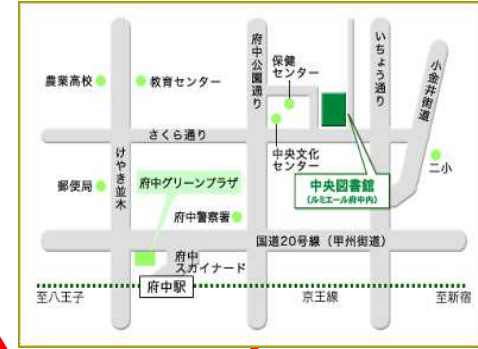 府中公園通り
いちょう通り
小金井街道
保健
センター
農業高校
教育センター
さくら通り
中央文化
センター
二小
けやき並木
郵便局
府中グリーンプラザ
中央図書館
(ルミエール府中内)
府中警察署
国道20号線（甲州街道）
府中
スカイナード
府中駅
至八王子
京王線
至新宿